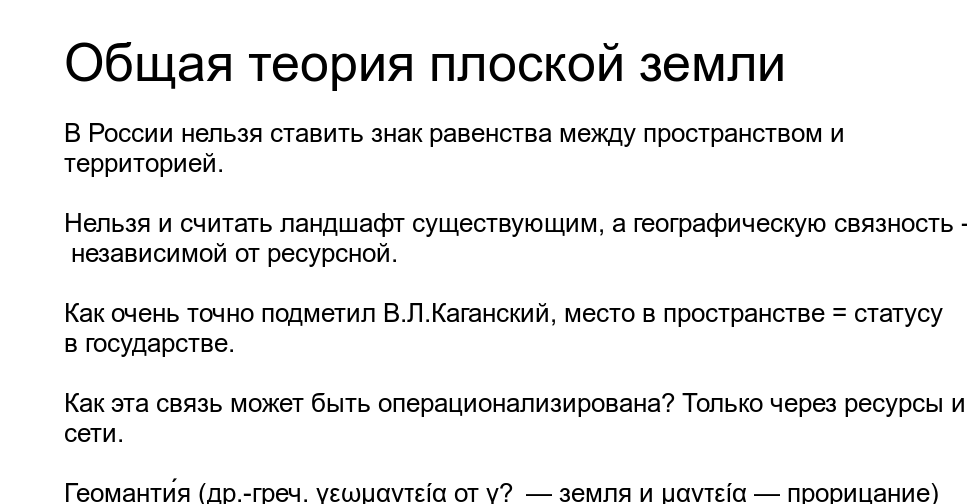 Общая теория плоской земли
В России нельзя ставить знак равенства между пространством и
территорией.
Нельзя и считать ландшафт существующим, а географическую связность -
независимой от ресурсной.
Как очень точно подметил В.Л.Каганский, место в пространстве = статусу
в государстве.
Как эта связь может быть операционализирована? Только через ресурсы и
сети.
Геоманти́я (др.-греч. γεωμαντεία от γ? — земля и μαντεία — прорицание)